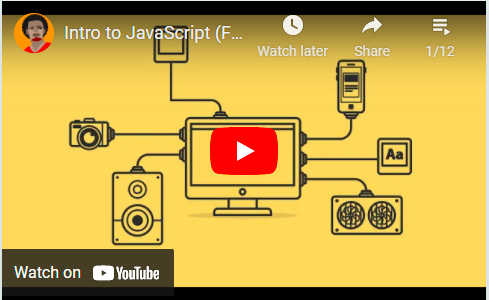 Intro to JavaScript (F...
Watch later
Share
1/12
Aa
Watch on YouTube